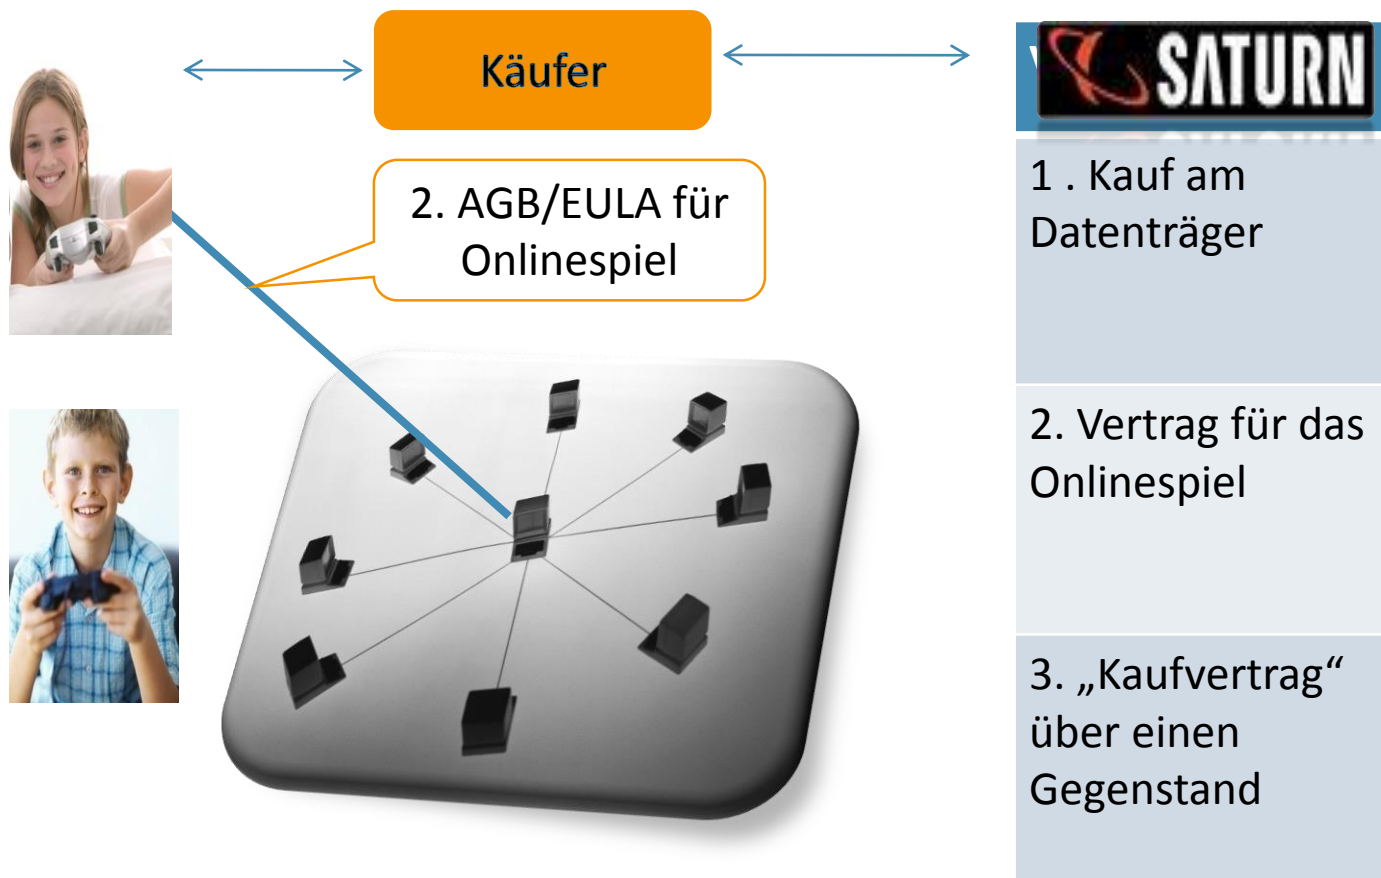 Käufer
SATURN
2. AGB/EULA für
Onlinespiel
1 . Kauf am
Datenträger
2. Vertrag für das
Onlinespiel
3. „Kaufvertrag“
über einen
Gegenstand